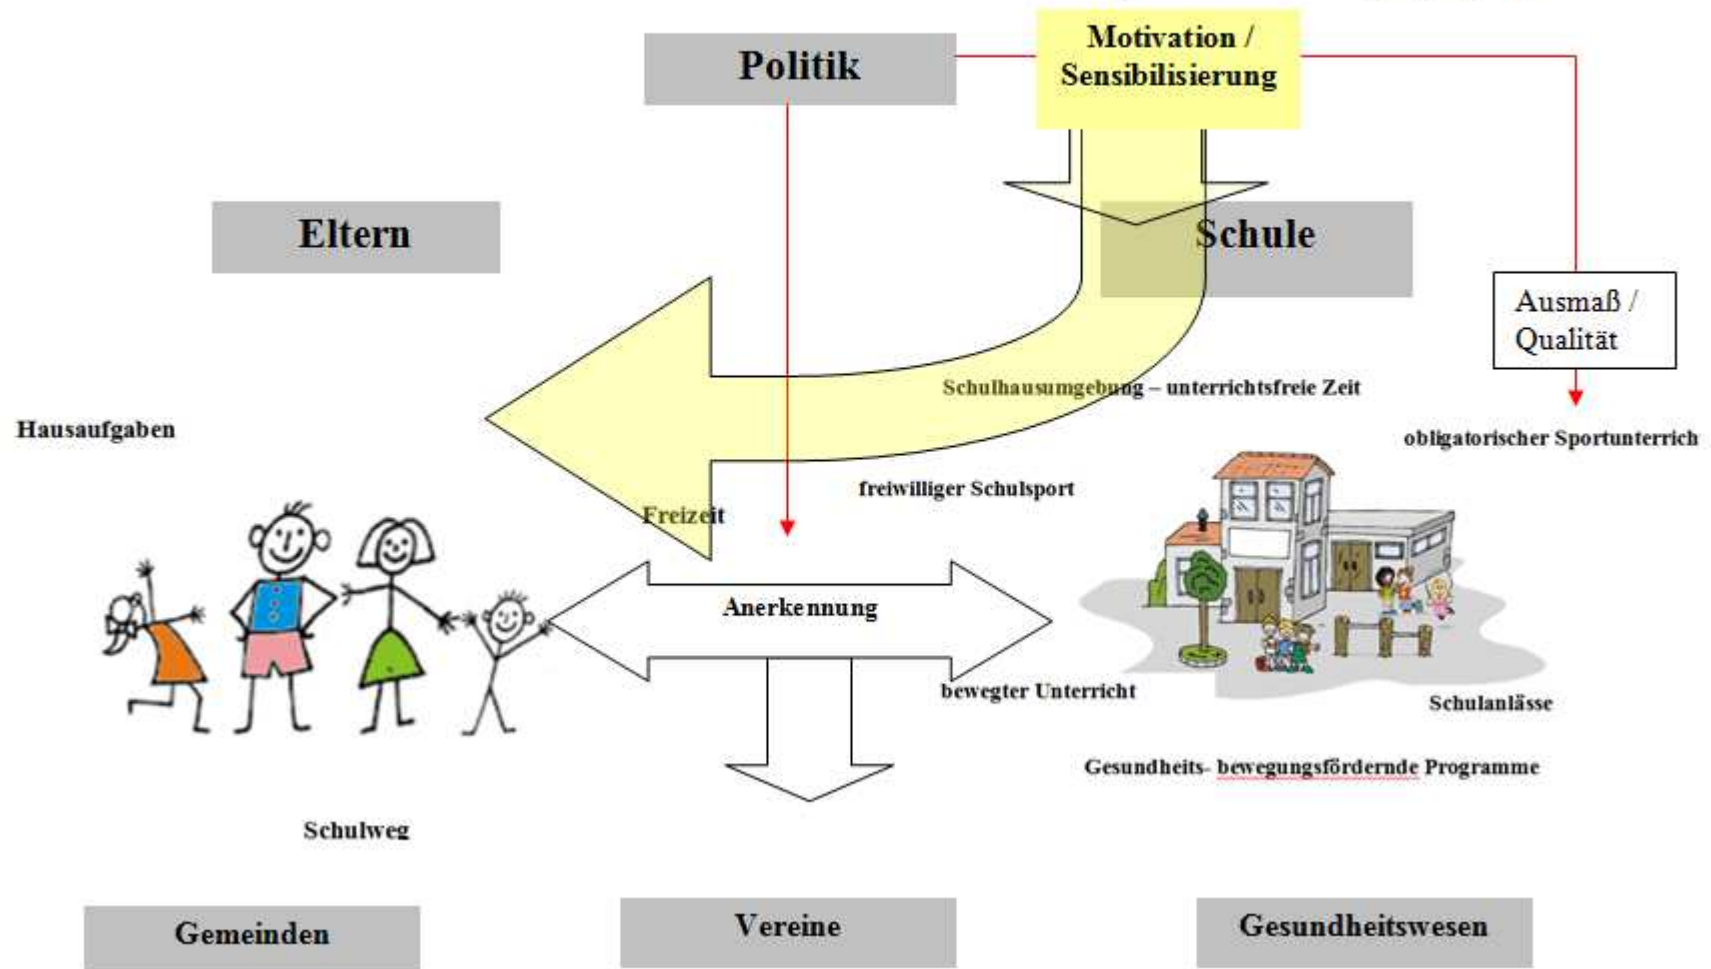 Motivation /
Sensibilisierung
Politik
Eltern
Schule
Ausmaß /
Qualität
Schulhausumgebung – unterrichtsfreie Zeit
Hausaufgaben
obligatorischer Sportunterrich
freiwilliger Schulsport
Freizeit
Anerkennung
bewegter Unterricht
Schulanlässe
Gesundheits- bewegungsfördernde Programme
Schulweg
Gemeinden
Vereine
Gesundheitswesen